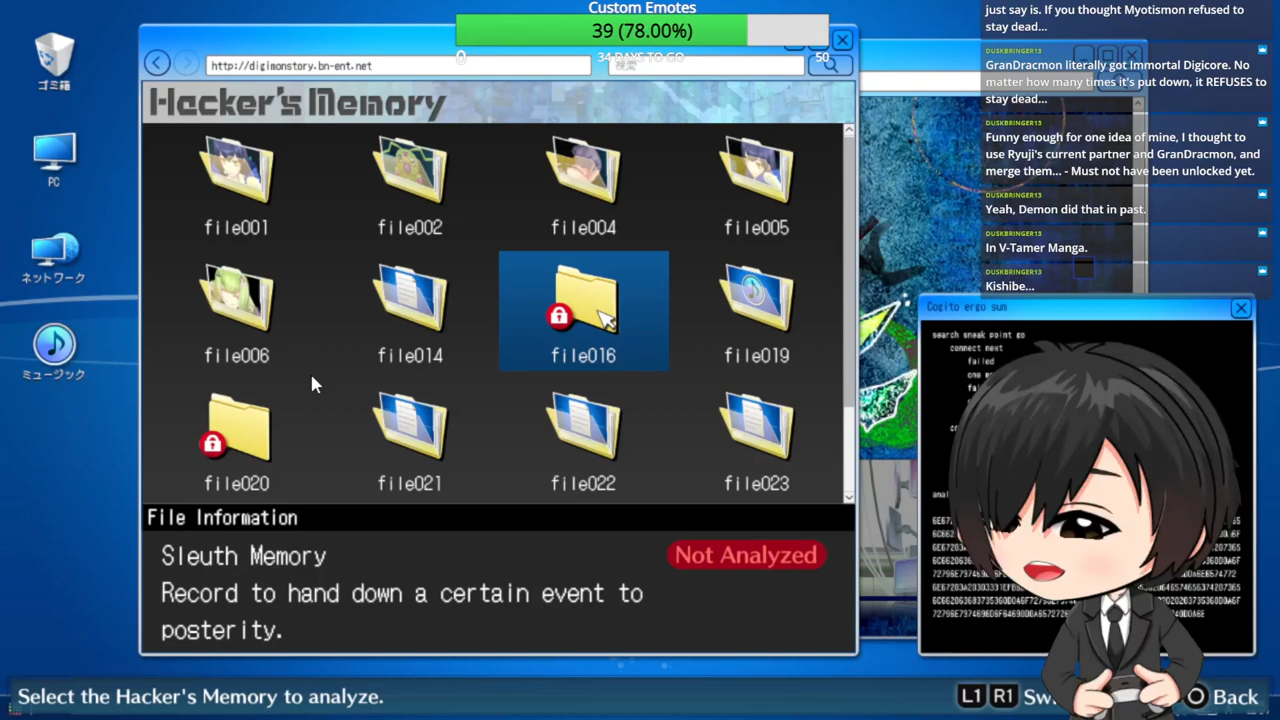 Custom Emotes
39 (78.00%)
0
34 DAYS TO GO
50
http://digimonstory.bn-ent.net
検索
Hacker's Memory
ゴミ箱
PC
ネットワーク
ミュージック
file001
file002
file004
file005
file006
file014
file016
file019
file020
file021
file022
file023
File Information
Sleuth Memory
Not Analyzed
Record to hand down a certain event to
posterity.
Select the Hacker's Memory to analyze.
L1 R1
Back
just say is. If you thought Myotismon refused to
stay dead...
DUSKBRINGER13
GranDracmon literally got Immortal Digicore. No
matter how many times it's put down, it REFUSES to
stay dead...
DUSKBRINGER13
Funny enough for one idea of mine, I thought to
use Ryuji's current partner and GranDracmon, and
merge them... - Must not have been unlocked yet.
DUSKBRINGER13
Yeah, Demon did that in past.
DUSKBRINGER13
In V-Tamer Manga.
DUSKBRINGER13
Kishibe...
Cogito ergo sum
search sneak point go
connect next
failed